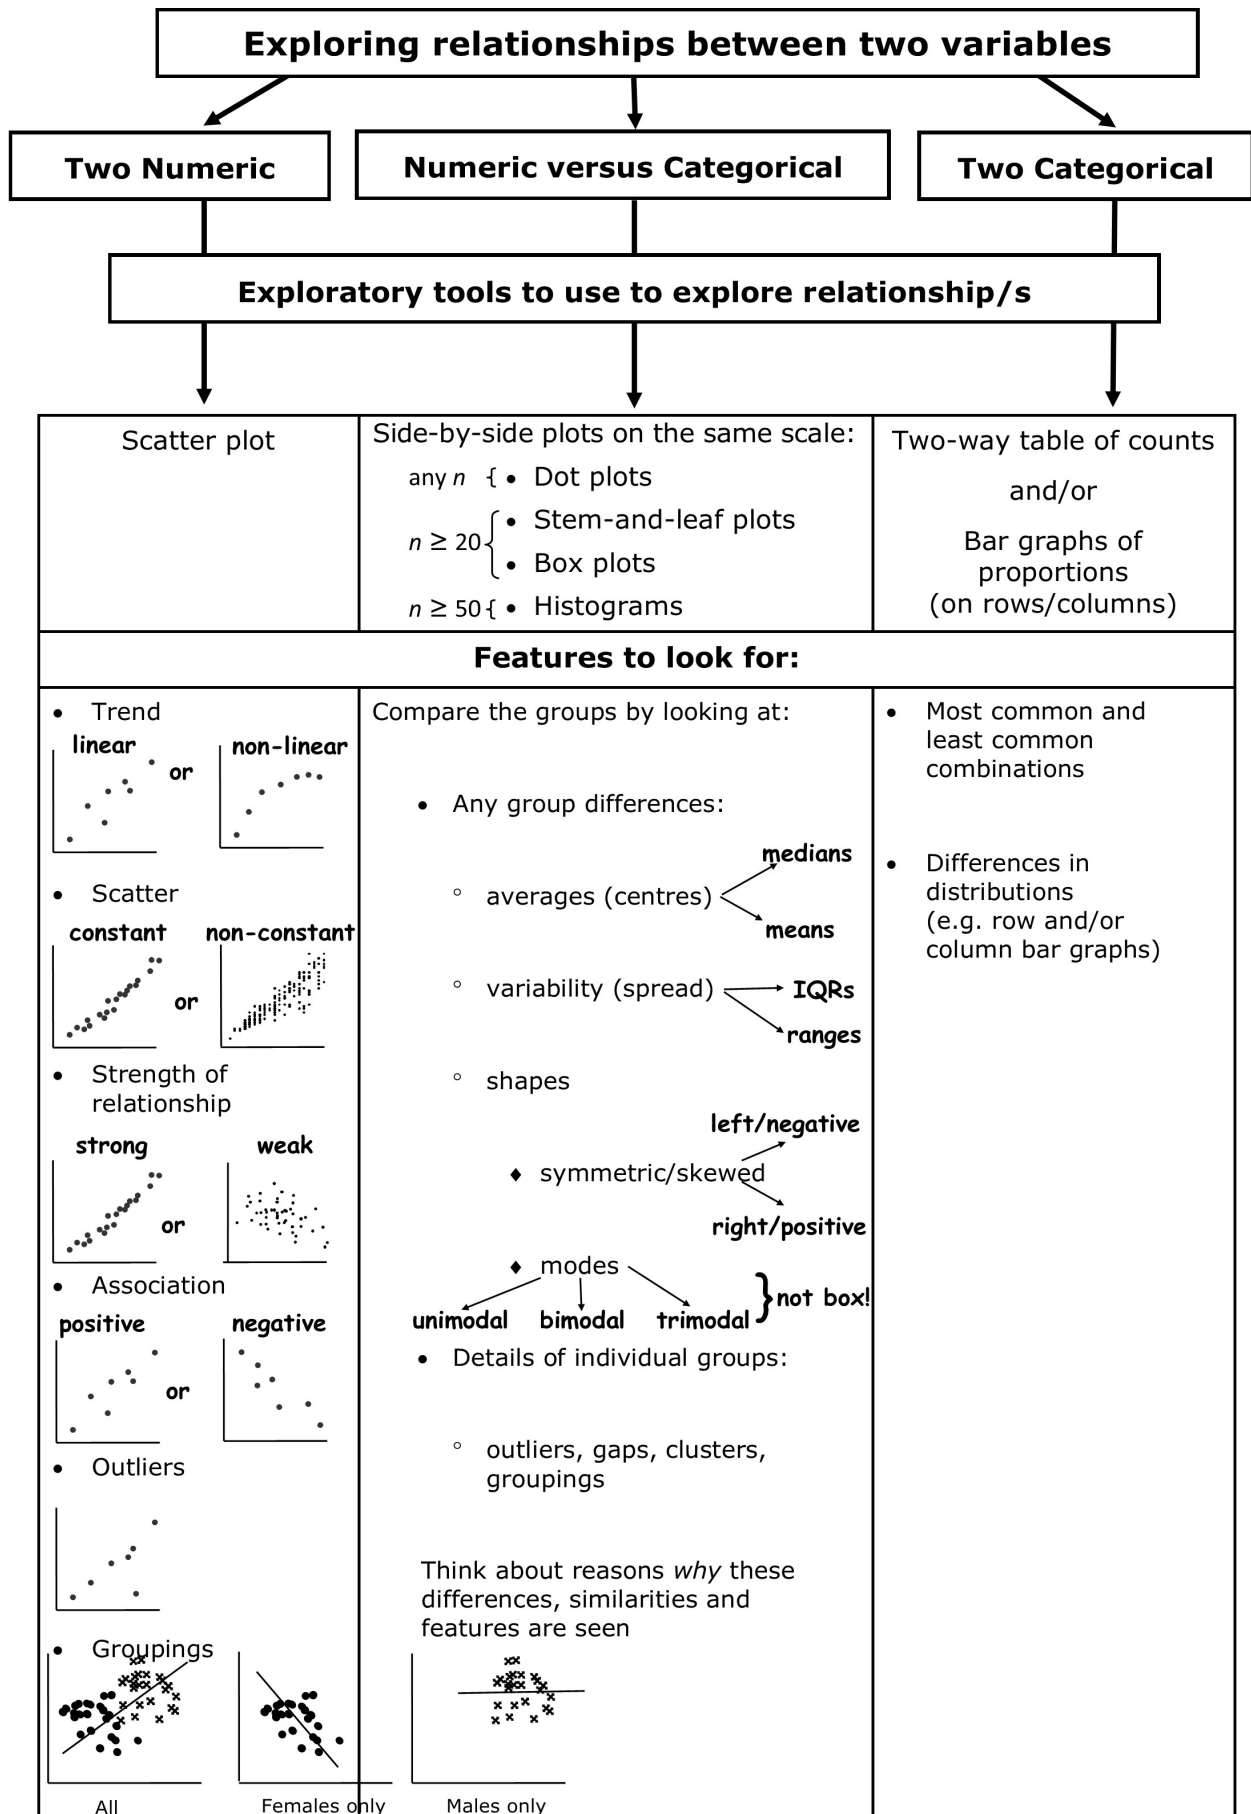 Exploring relationships between two variables
Two Numeric
Numeric versus Categorical
Two Categorical
Exploratory tools to use to explore relationship/s
Scatter plot
Side-by-side plots on the same scale:
any n { • Dot plots
n ≥ 20 { • Stem-and-leaf plots
• Box plots
n ≥ 50 { • Histograms
Two-way table of counts
and/or
Bar graphs of
proportions
(on rows/columns)
Features to look for:
• Trend
linear
or
non-linear
• Scatter
constant
or
non-constant
• Strength of
relationship
strong
or
weak
• Association
positive
or
negative
• Outliers
• Groupings
All
Females only
Males only
Compare the groups by looking at:
• Any group differences:
medians
○ averages (centres)
means
○ variability (spread)
IQRs
ranges
○ shapes
left/negative
♦ symmetric/skewed
right/positive
♦ modes
unimodal bimodal trimodal } not box!
• Details of individual groups:
○ outliers, gaps, clusters,
groupings
Think about reasons why these
differences, similarities and
features are seen
• Most common and
least common
combinations
• Differences in
distributions
(e.g. row and/or
column bar graphs)